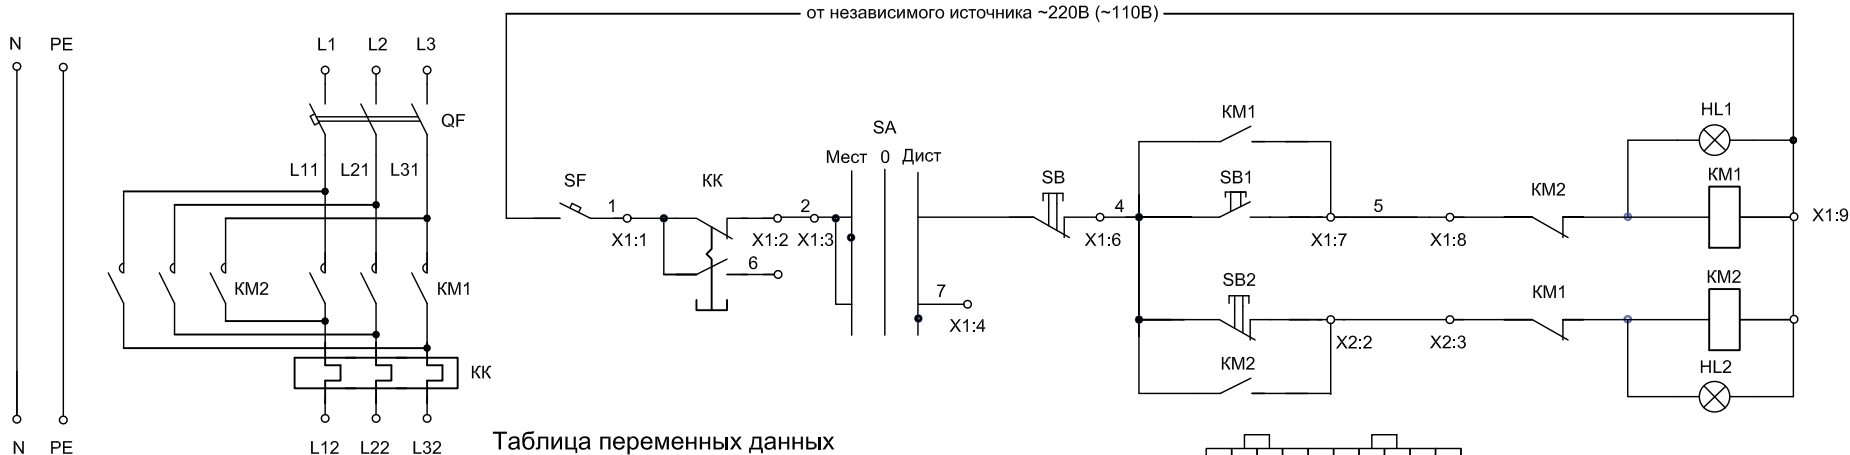 от независимого источника ~220В (~110В)
N PE L1 L2 L3
QF
L11 L21 L31
KM2 KM1
КК
N PE L12 L22 L32
SA
Мест 0 Дист
SF КК SB
1 2 4 5
X1:1 X1:2 X1:3 X1:6 X1:7 X1:8 X1:9
6
7
X1:4
KM1
SB1
KM2
HL1
KM1
SB2
KM1
KM2
X2:2 X2:3
KM2
HL2
Таблица переменных данных